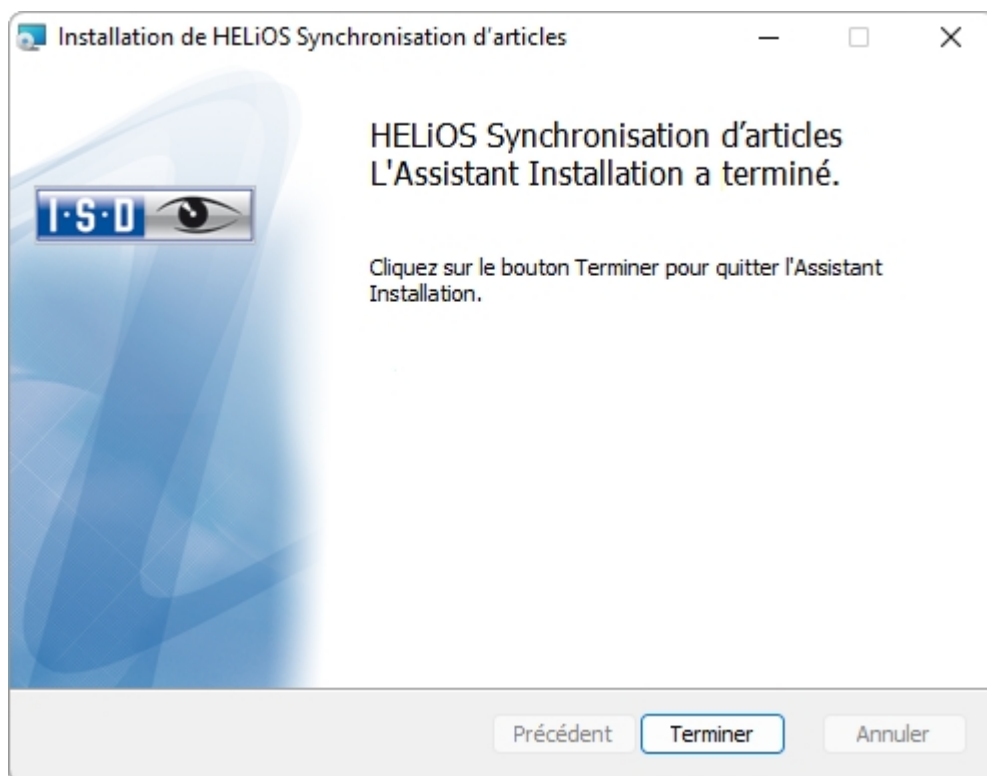 Installation de HELiOS Synchronisation d'articles
HELiOS Synchronisation d’articles
L'Assistant Installation a terminé.
I·S·D
Cliquez sur le bouton Terminer pour quitter l'Assistant
Installation.
Précédent
Terminer
Annuler